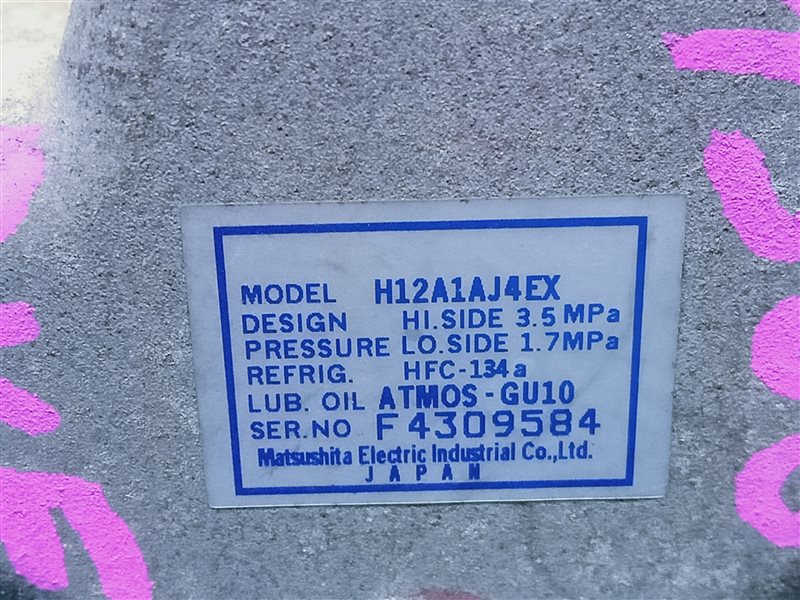 MODEL H12A1AJ4EX
DESIGN HI.SIDE 3.5 MPa
PRESSURE LO.SIDE 1.7MPa
REFRIG. HFC-134a
LUB. OIL ATMOS-GU10
SER.NO F4309584
Matsushita Electric Industrial Co.,Ltd.
JAPAN